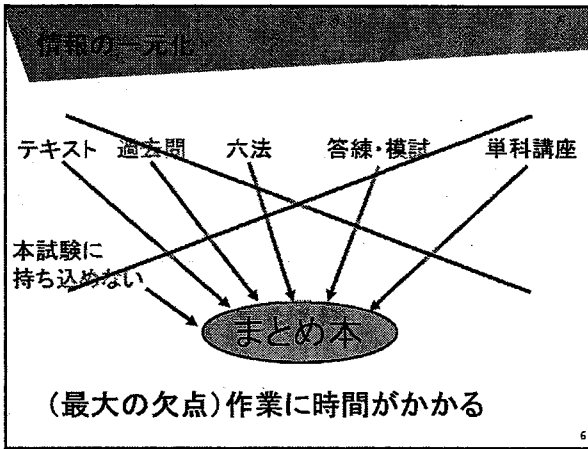 情報の一元化
テキスト 過去問 六法 答練・模試 単科講座
本試験に
持ち込めない
まとめ本
(最大の欠点)作業に時間がかかる
6